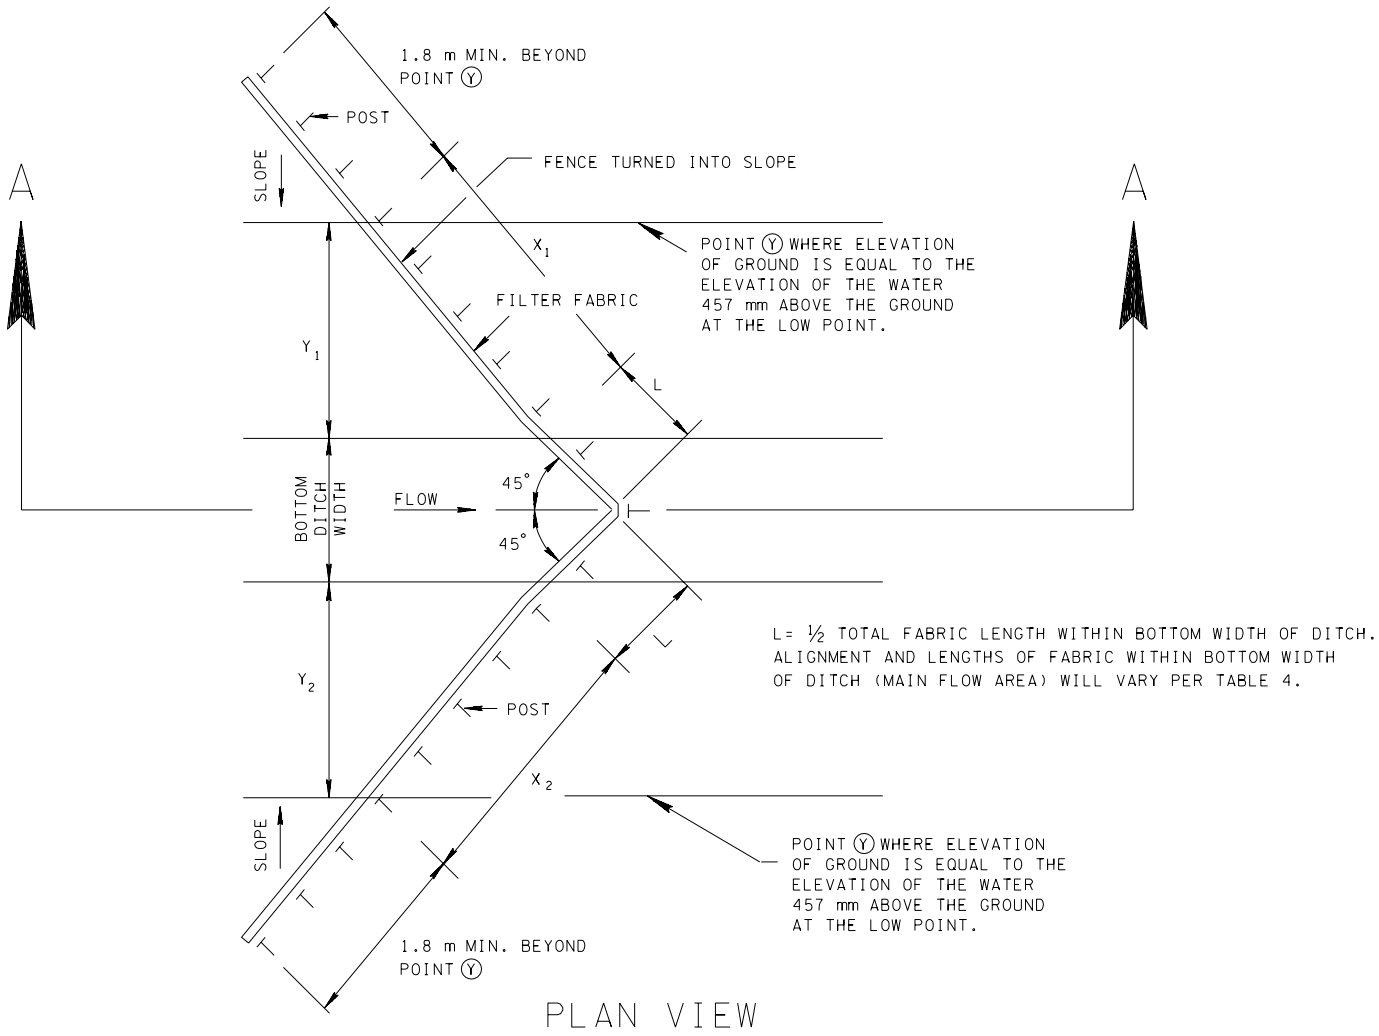 1.8 m MIN. BEYOND
POINT Ⓨ
POST
SLOPE
FENCE TURNED INTO SLOPE
A
A
X1
POINT Ⓨ WHERE ELEVATION
OF GROUND IS EQUAL TO THE
ELEVATION OF THE WATER
457 mm ABOVE THE GROUND
AT THE LOW POINT.
FILTER FABRIC
Y1
L
45°
FLOW
BOTTOM
DITCH
WIDTH
45°
L= ½ TOTAL FABRIC LENGTH WITHIN BOTTOM WIDTH OF DITCH.
ALIGNMENT AND LENGTHS OF FABRIC WITHIN BOTTOM WIDTH
OF DITCH (MAIN FLOW AREA) WILL VARY PER TABLE 4.
L
Y2
POST
X2
SLOPE
POINT Ⓨ WHERE ELEVATION
OF GROUND IS EQUAL TO THE
ELEVATION OF THE WATER
457 mm ABOVE THE GROUND
AT THE LOW POINT.
1.8 m MIN. BEYOND
POINT Ⓨ
PLAN VIEW